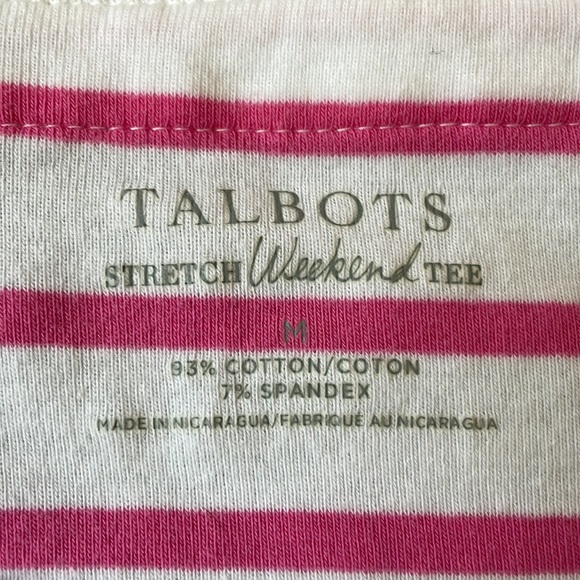 TALBOTS
STRETCH Weekend TEE
M
93% COTTON/COTON
7% SPANDEX
MADE IN NICARAGUA/FABRIQUÉ AU NICARAGUA